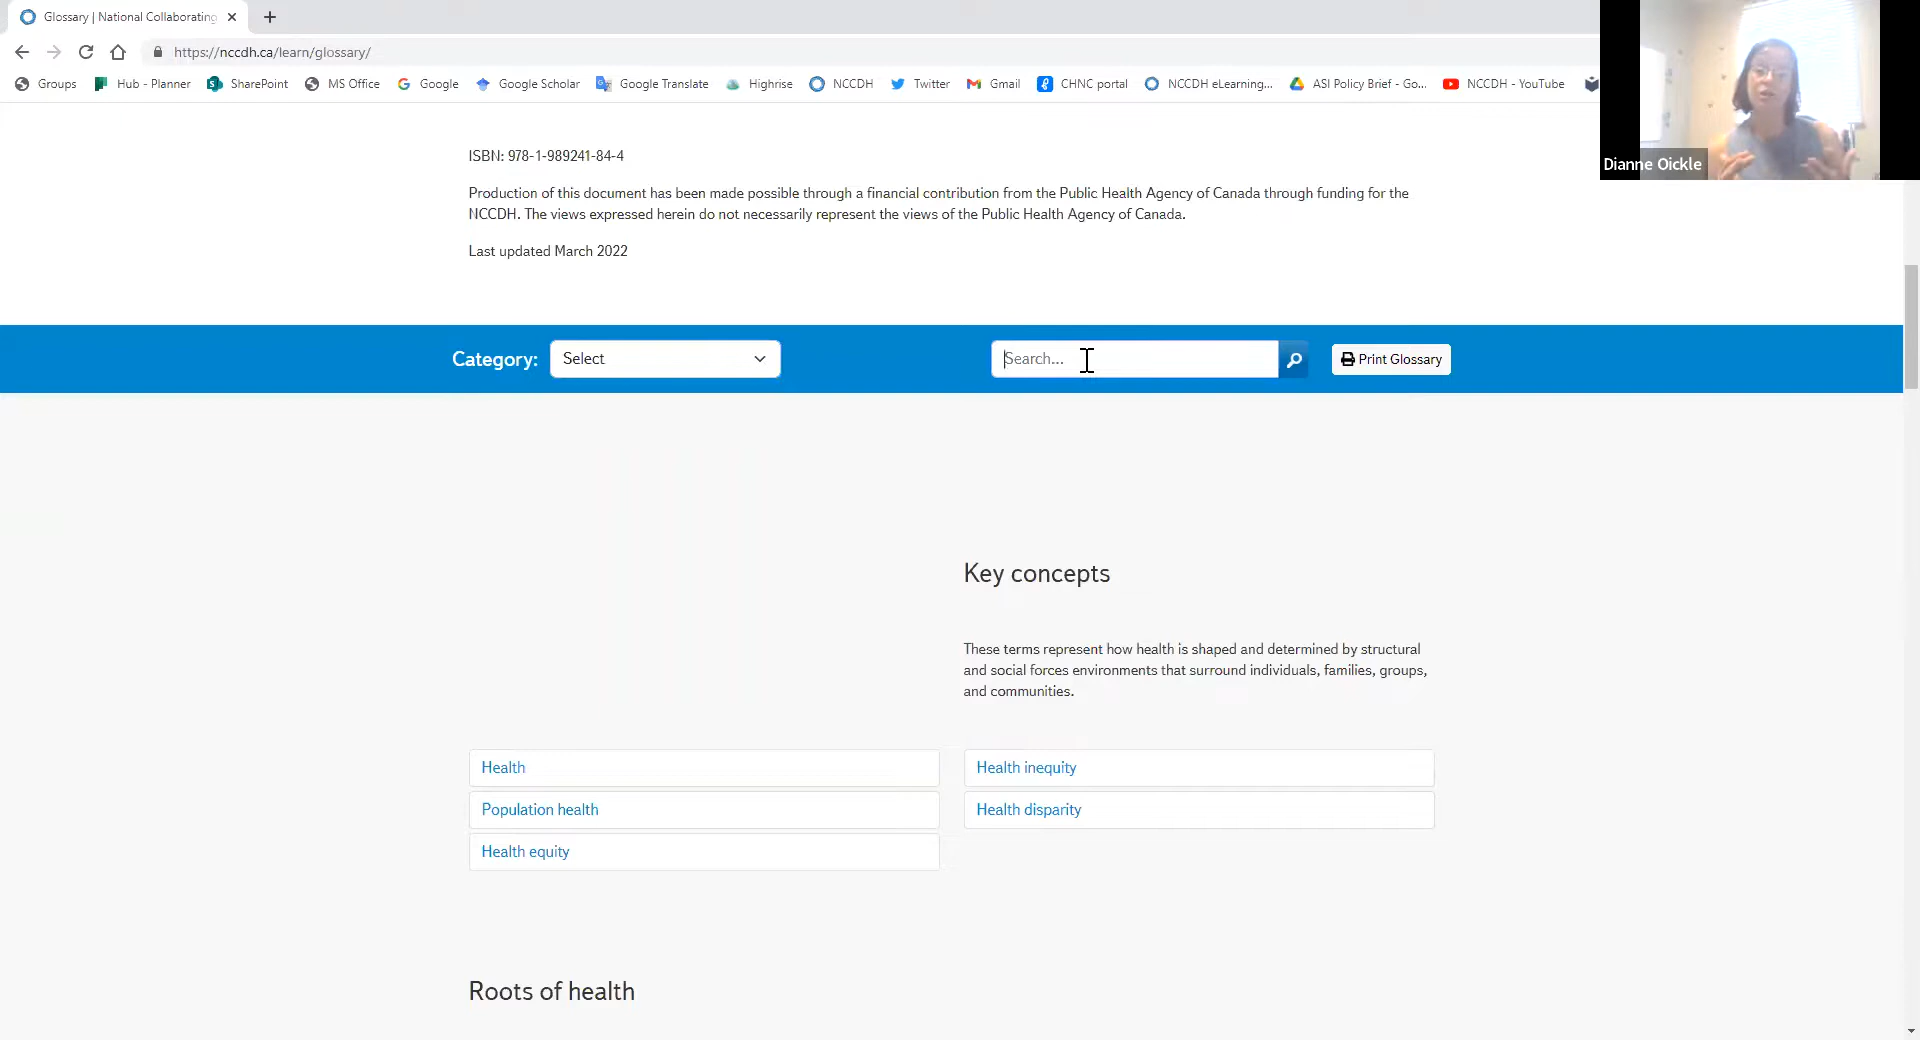 Glossary | National Collaborating
https://nccdh.ca/learn/glossary/
Groups Hub - Planner SharePoint MS Office Google Google Scholar Google Translate Highrise NCCDH Twitter Gmail CHNC portal NCCDH eLearning... ASI Policy Brief - Go... NCCDH - YouTube
Dianne Oickle
ISBN: 978-1-989241-84-4
Production of this document has been made possible through a financial contribution from the Public Health Agency of Canada through funding for the
NCCDH. The views expressed herein do not necessarily represent the views of the Public Health Agency of Canada.
Last updated March 2022
Category: Select Search... Print Glossary
Key concepts
These terms represent how health is shaped and determined by structural
and social forces environments that surround individuals, families, groups,
and communities.
Health Health inequity
Population health Health disparity
Health equity
Roots of health